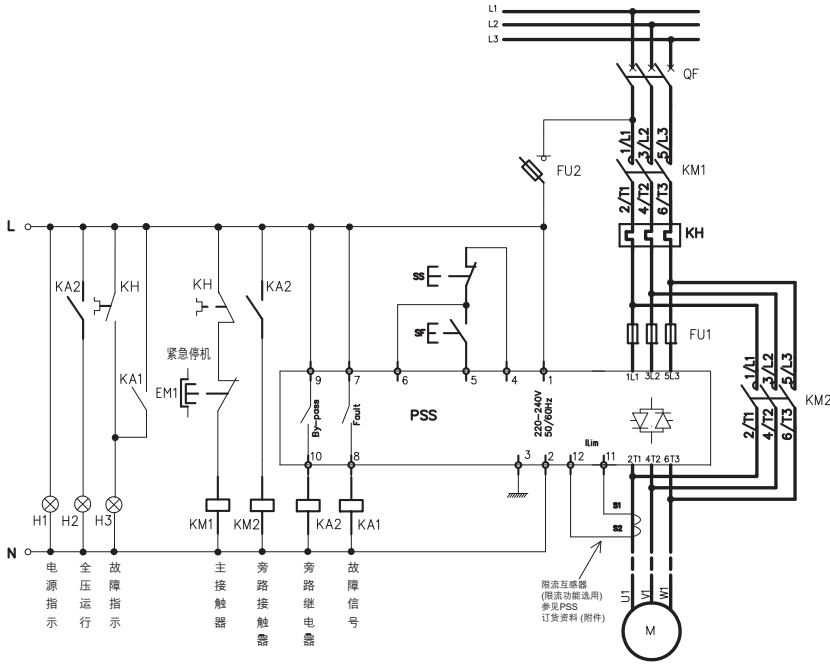 L1
L2
L3
QF
1/L1
3/L2
5/L3
KM1
2/T1
4/T2
6/T3
FU2
KH
L
KA2
KH
KH
KA2
SS
SF
FU1
紧急停机
EM1
KA1
1/L1
3/L2
5/L3
KM2
2/T1
4/T2
6/T3
9
7
6
5
4
1
1L1
3L2
5L3
By-pass
Fault
PSS
220-240V
50/60Hz
Ilim
10
8
3
2
12
11
2T1
4T2
6T3
H1
H2
H3
KM1
KM2
KA2
KA1
S1
S2
N
电源指示
全压运行
故障指示
主接触器
旁路接触器
旁路继电器
故障信号
限流互感器
(限流功能选用)
参见PSS
订货资料 (附件)
U1
V1
W1
M